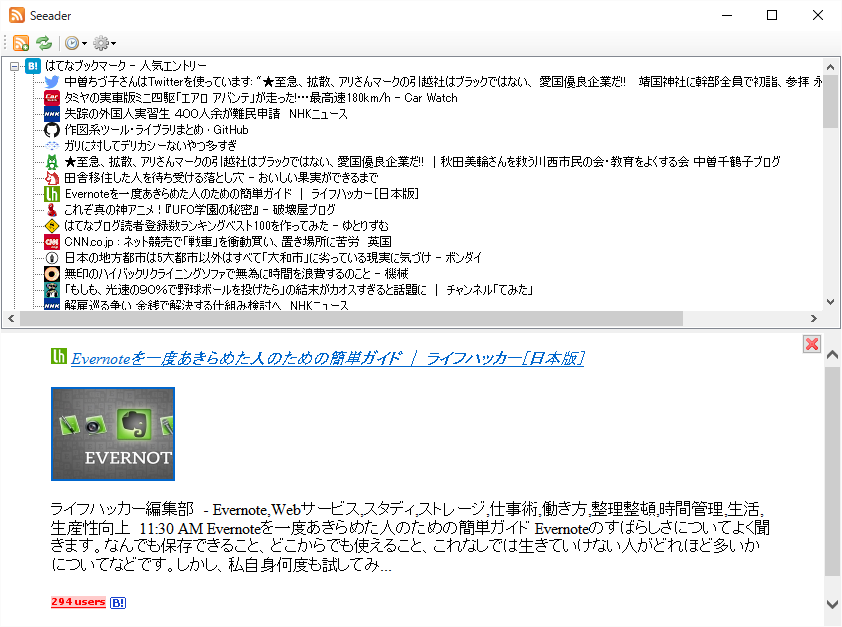 Seeader
はてなブックマーク - 人気エントリー
中曽ちづ子さんはTwitterを使っています: "★至急、拡散、アリさんマークの引越社はブラックではない、 愛国優良企業だ!! 靖国神社に幹部全員で初詣、参拝 永
タミヤの実車版ミニ四駆「エアロ アバンテ」が走った!…最高速180km/h - Car Watch
失踪の外国人実習生 400人余が難民申請 NHKニュース
作図系ツール・ライブラリまとめ · GitHub
ガリに対してデリカシーないやつ多すぎ
★至急、拡散、アリさんマークの引越社はブラックではない、愛国優良企業だ!! | 秋田美輪さんを救う川西市民の会・教育をよくする会 中曽千鶴子ブログ
田舎移住した人を待ち受ける落とし穴 - おいしい果実ができるまで
Evernoteを一度あきらめた人のための簡単ガイド | ライフハッカー[日本版]
これぞ真の神アニメ!『UFO学園の秘密』 - 破壊屋ブログ
はてなブログ読者登録数ランキングベスト100を作ってみた - ゆとりずむ
CNN.co.jp : ネット競売で「戦車」を衝動買い、置き場所に苦労 英国
日本の地方都市は5大都市以外はすべて「大和市」に劣っている現実に気づけ - ボンダイ
無印のハイバックリクライニングソファで無為に時間を浪費するのこと - 機械
「もしも、光速の90%で野球ボールを投げたら」の結末がカオスすぎると話題に | チャンネル「てみた」
解雇巡る争い 金銭で解決する仕組み検討へ NHKニュース
Evernoteを一度あきらめた人のための簡単ガイド | ライフハッカー[日本版]
EVERNOT
ライフハッカー編集部 - Evernote,Webサービス,スタディ,ストレージ,仕事術,働き方,整理整頓,時間管理,生活,
生産性向上 11:30 AM Evernoteを一度あきらめた人のための簡単ガイド Evernoteのすばらしさについてよく聞
きます。なんでも保存できること、どこからでも使えること、これなしでは生きていけない人がどれほど多いか
についてなどです。しかし、私自身何度も試してみ...
294 users B!